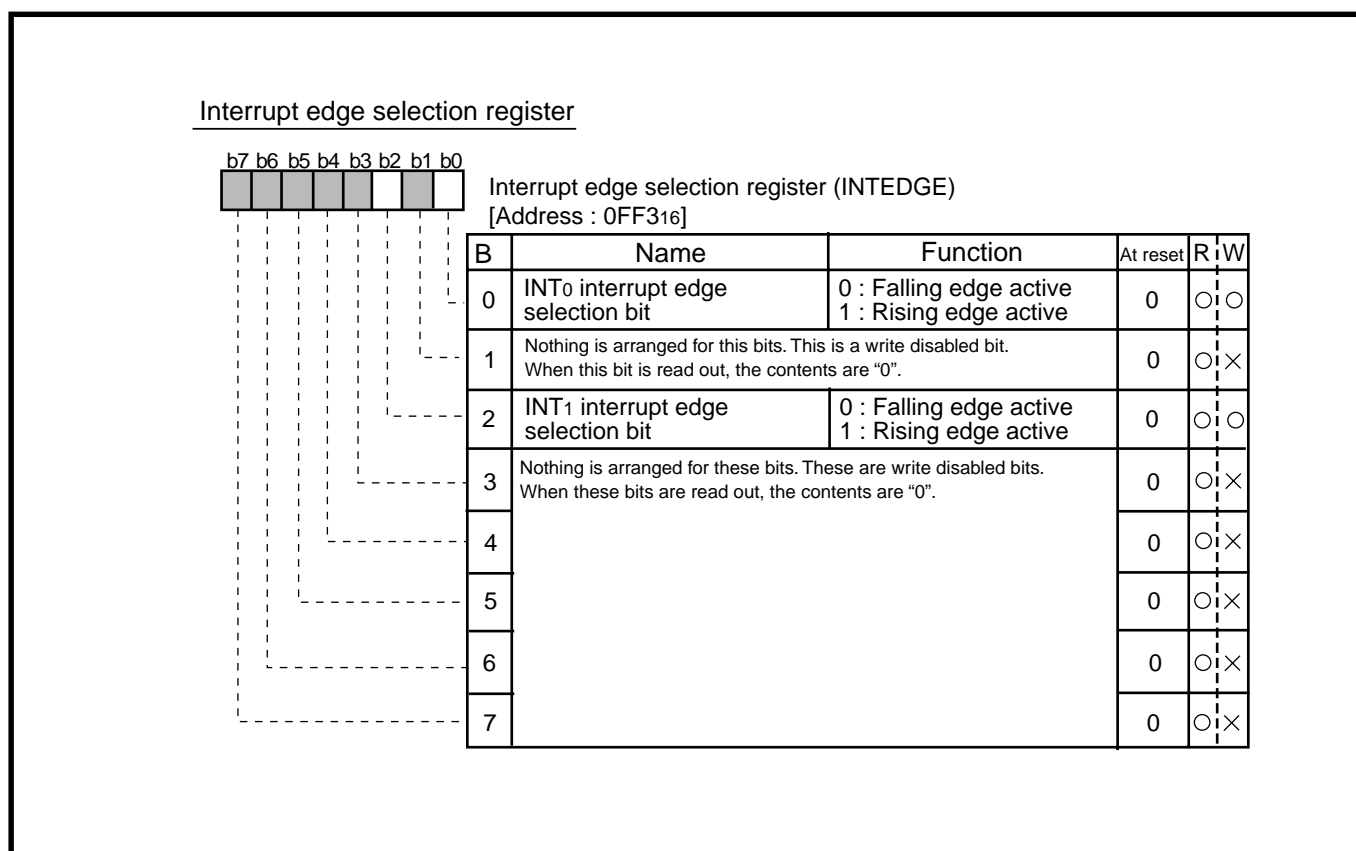 Interrupt edge selection register
b7 b6 b5 b4 b3 b2 b1 b0
Interrupt edge selection register (INTEDGE)
[Address : 0FF316]
B Name Function At reset R W
0 INT0 interrupt edge selection bit 0 : Falling edge active 1 : Rising edge active 0 ○ ○
1 Nothing is arranged for this bits. This is a write disabled bit.
When this bit is read out, the contents are “0”. 0 ○ ×
2 INT1 interrupt edge selection bit 0 : Falling edge active 1 : Rising edge active 0 ○ ○
3 Nothing is arranged for these bits. These are write disabled bits.
When these bits are read out, the contents are “0”. 0 ○ ×
4 0 ○ ×
5 0 ○ ×
6 0 ○ ×
7 0 ○ ×